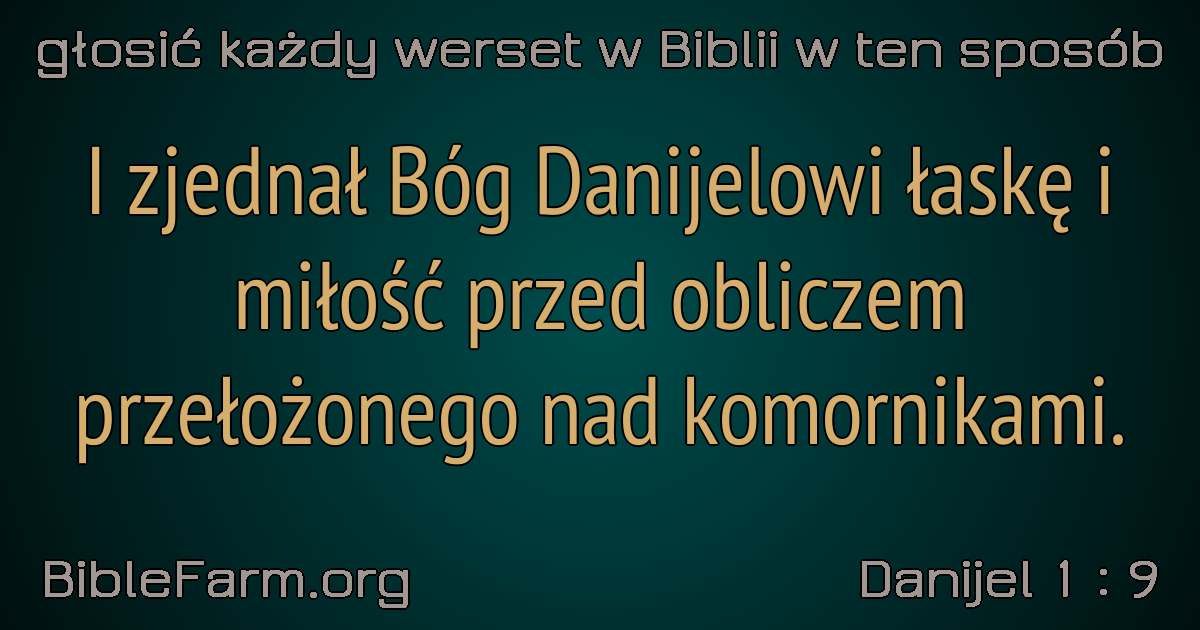 głosić każdy werset w Biblii w ten sposób
I zjednał Bóg Danijelowi łaskę i
miłość przed obliczem
przełożonego nad komornikami.
BibleFarm.org
Danijel 1 : 9